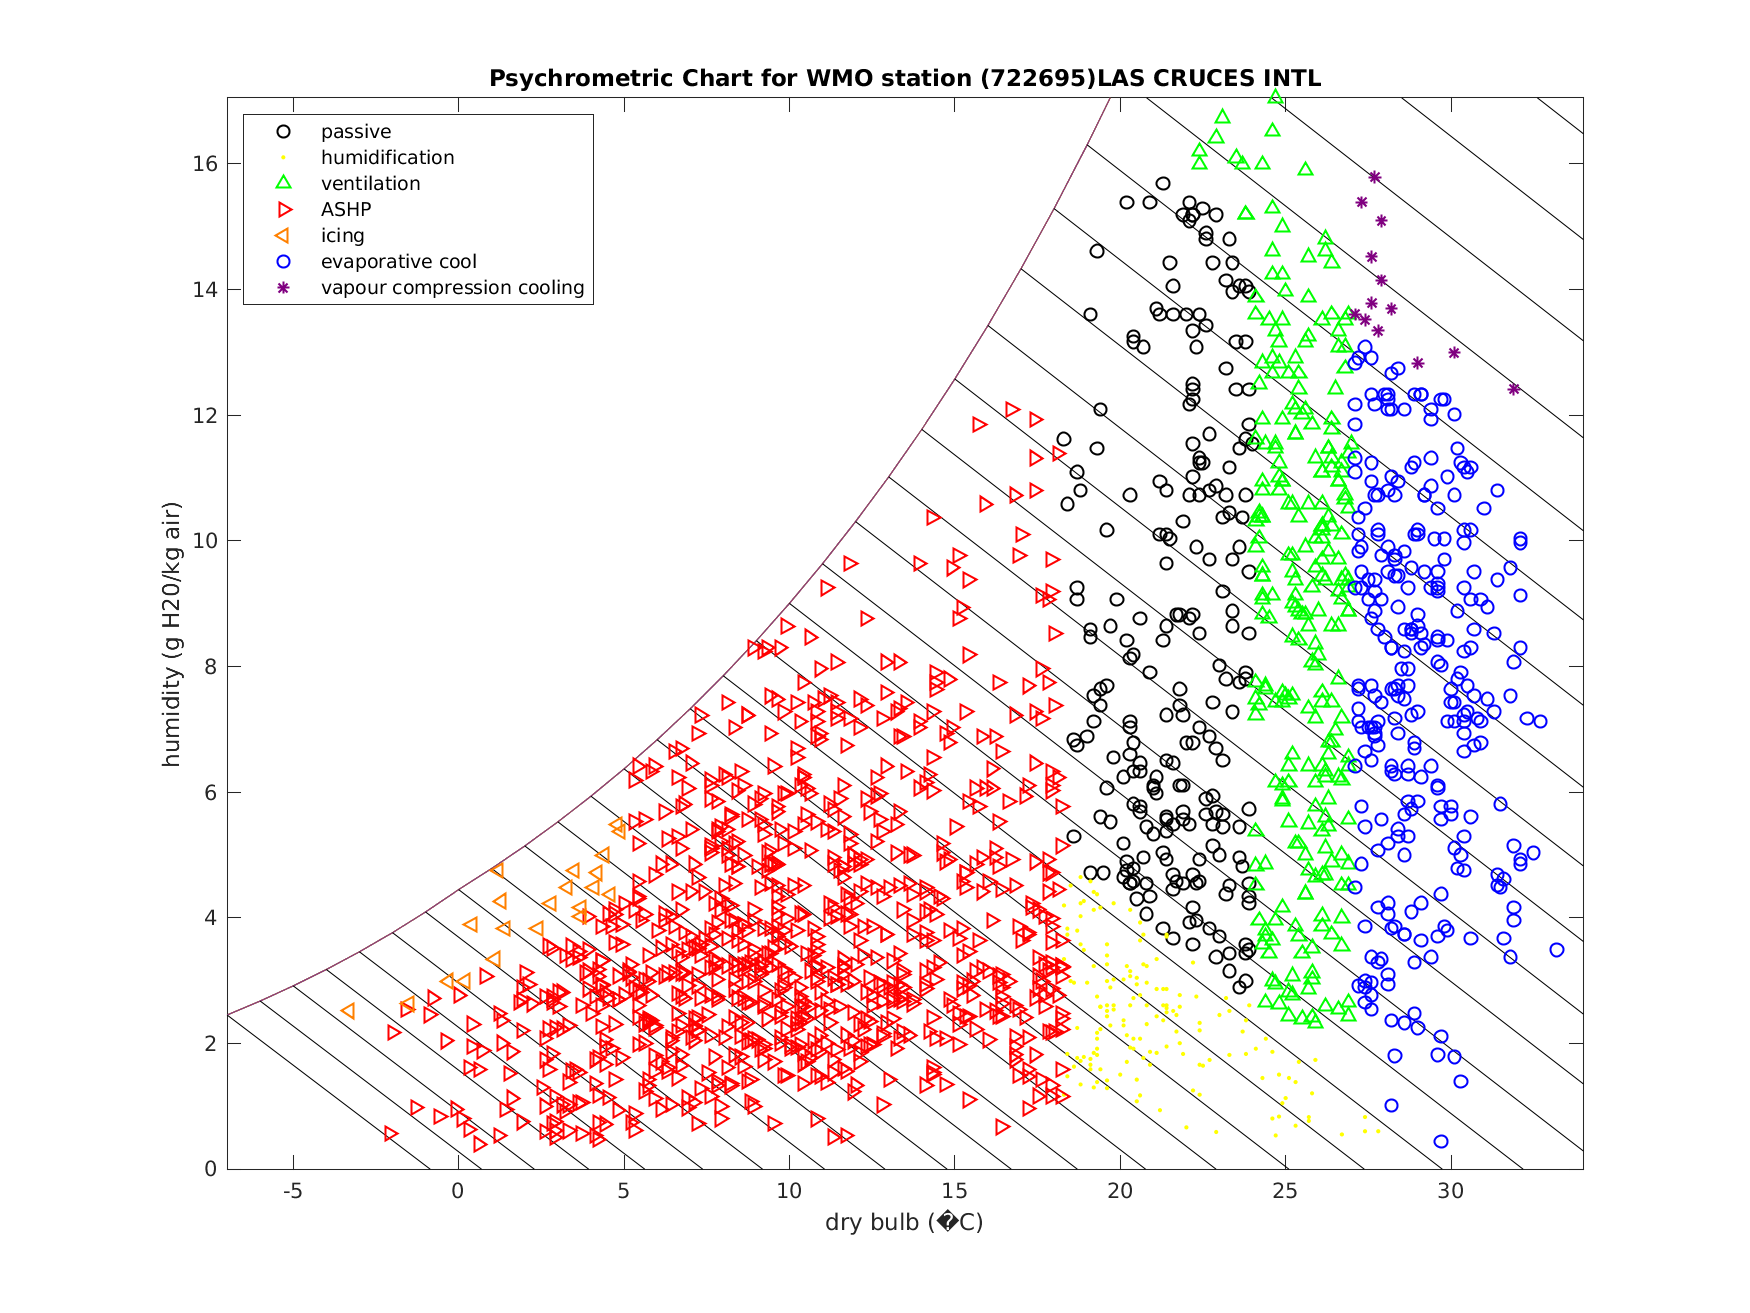 Psychrometric Chart for WMO station (722695)LAS CRUCES INTL
passive
humidification
ventilation
ASHP
icing
evaporative cool
vapour compression cooling
humidity (g H20/kg air)
16
14
12
10
8
6
4
2
0
-5 0 5 10 15 20 25 30
dry bulb (�C)